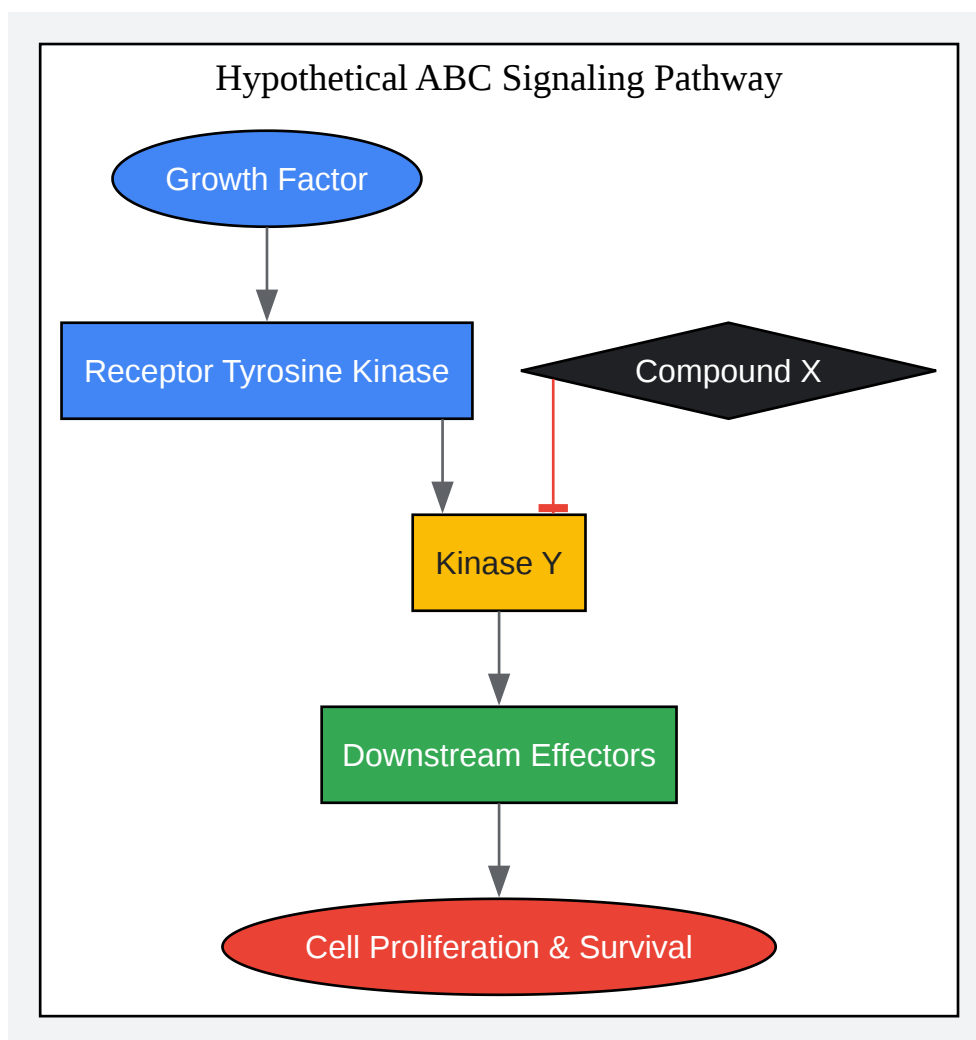 Hypothetical ABC Signaling Pathway
Growth Factor
Receptor Tyrosine Kinase
Compound X
Kinase Y
Downstream Effectors
Cell Proliferation & Survival